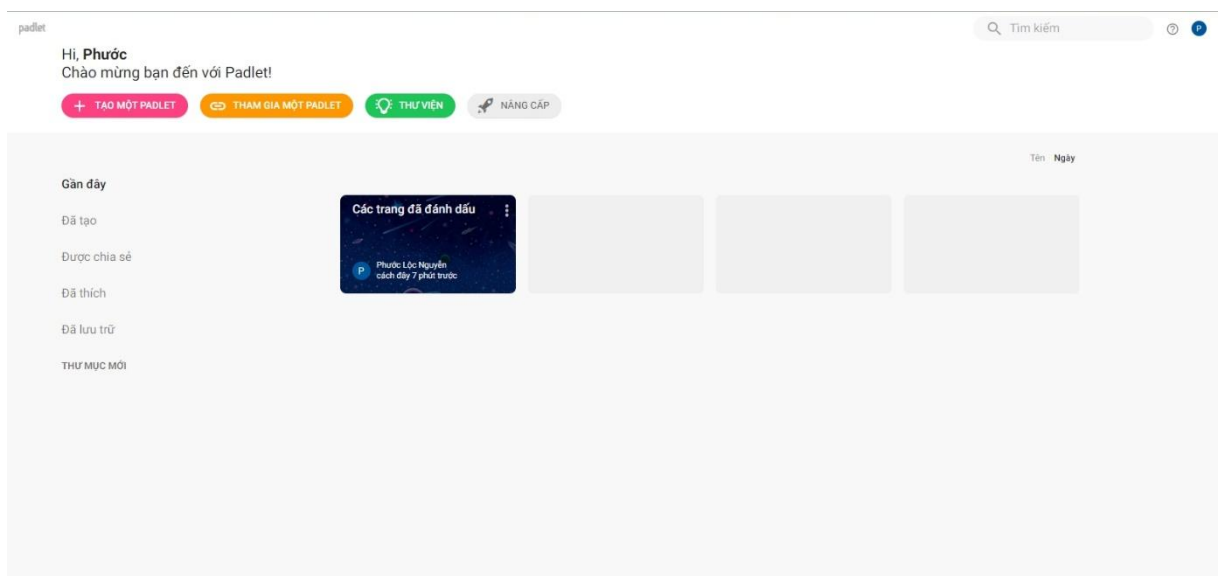 padlet
Tìm kiếm
P
Hi, Phước
Chào mừng bạn đến với Padlet!
TẠO MỘT PADLET
THAM GIA MỘT PADLET
THƯ VIỆN
NÂNG CẤP
Tên Ngày
Gần đây
Đã tạo
Được chia sẻ
Đã thích
Đã lưu trữ
THƯ MỤC MỚI
Các trang đã đánh dấu
P
Phước Lộc Nguyễn
cách đây 7 phút trước